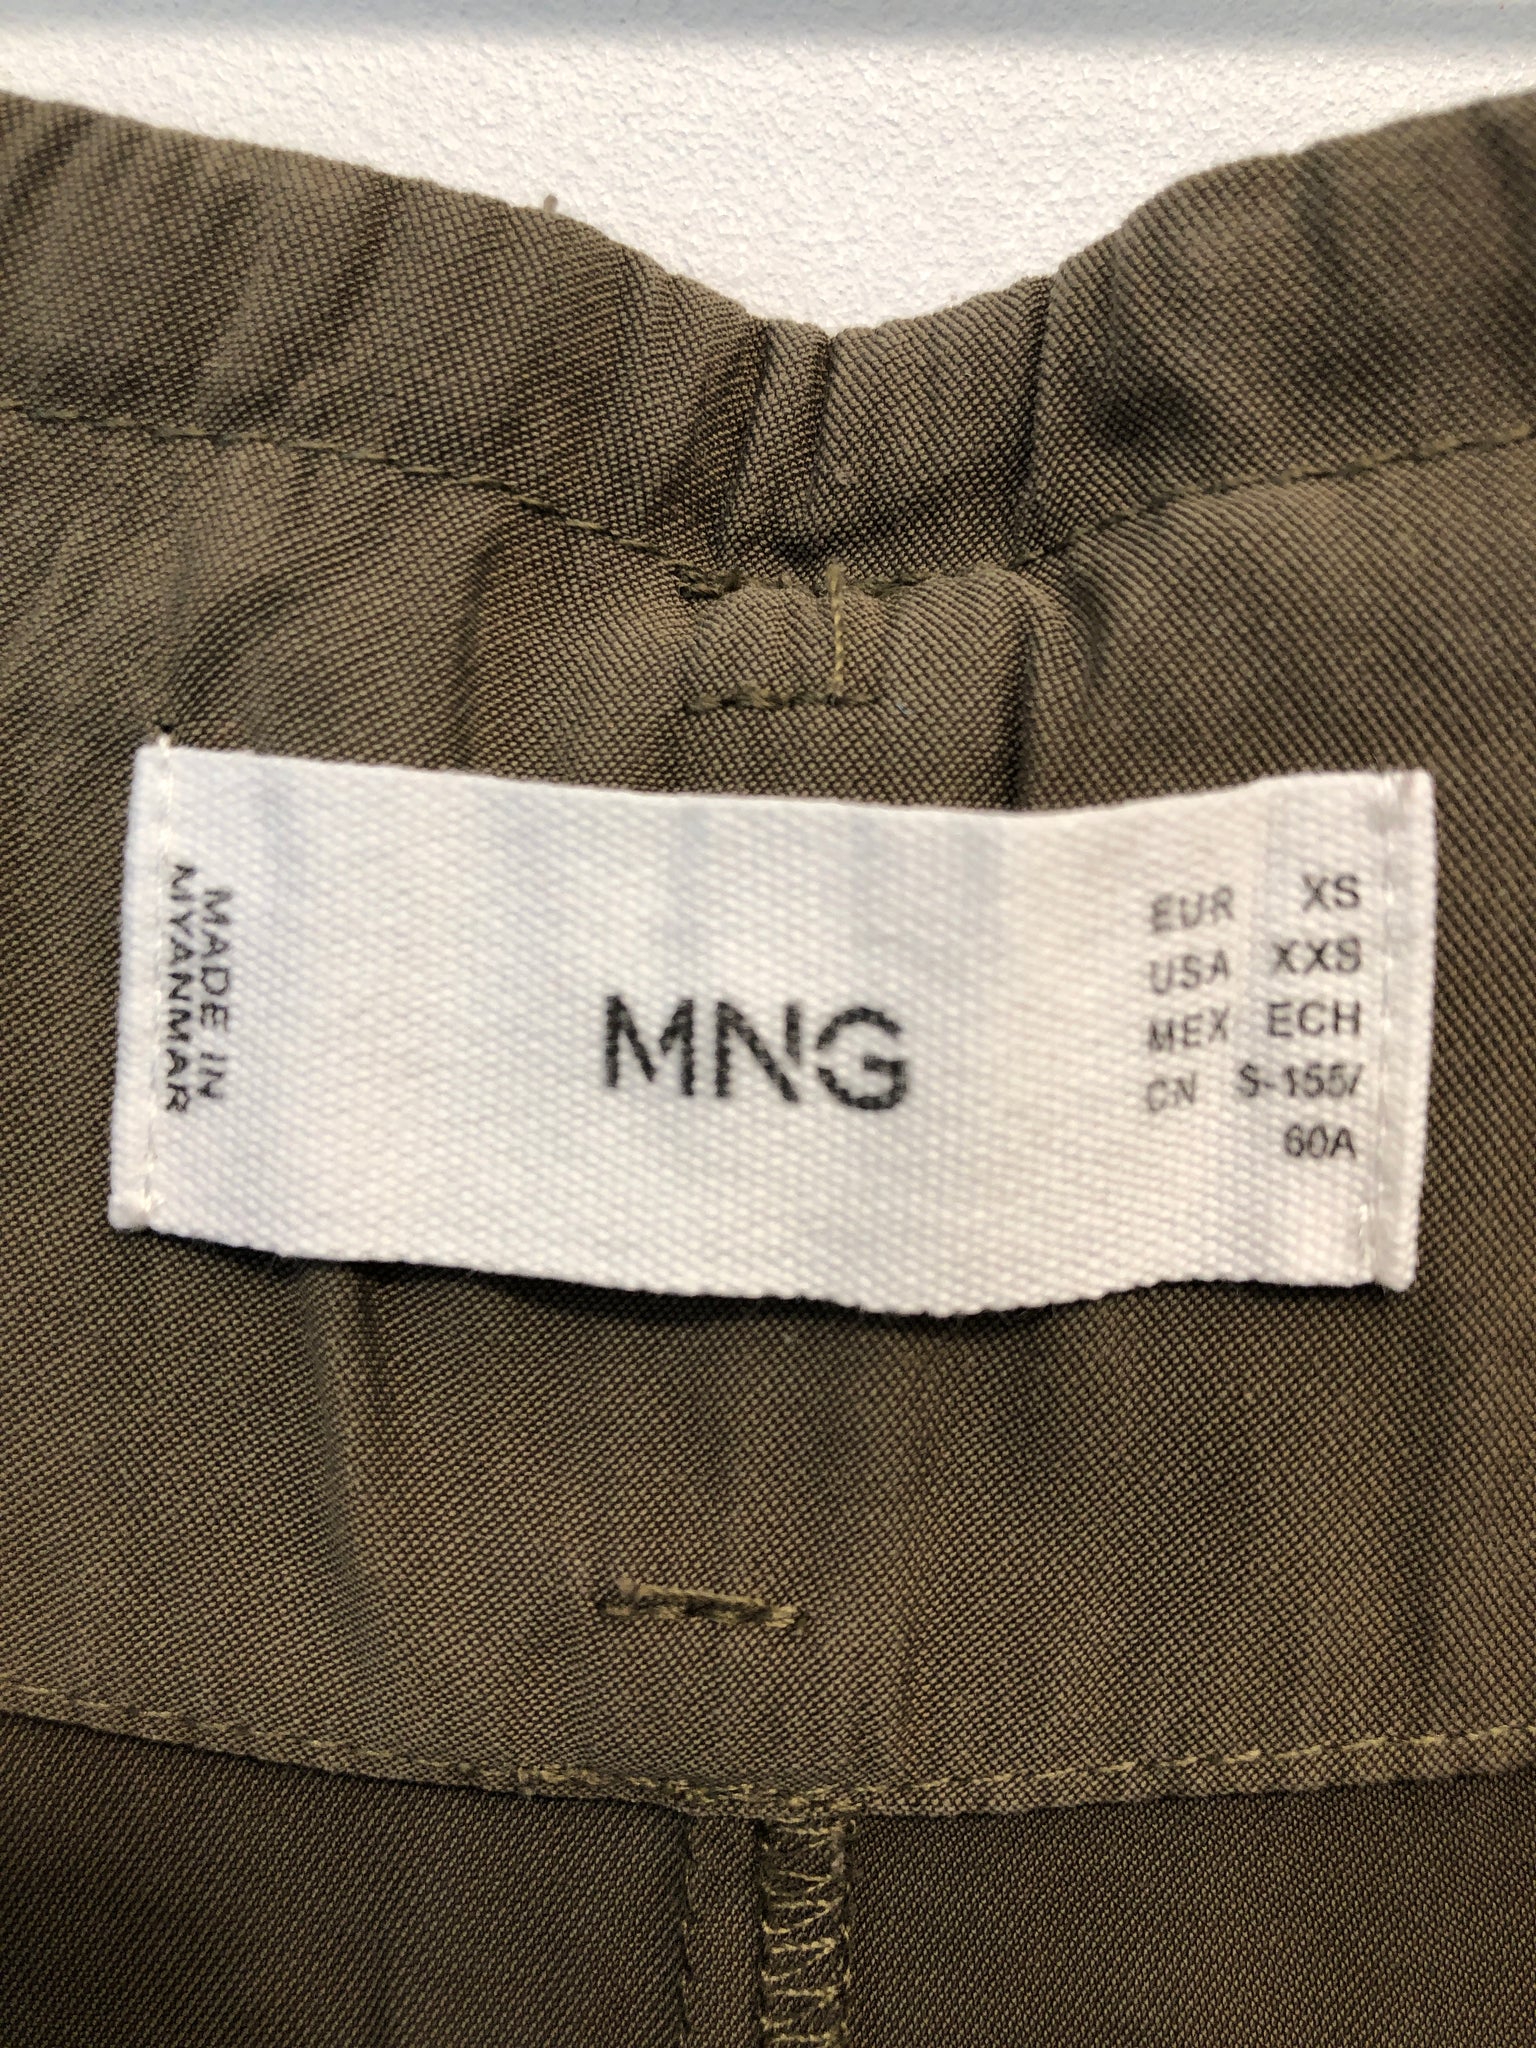 MADE IN
MYANMAR
MNG
EUR XS
USA XXS
MEX ECH
CN S-155/
60A